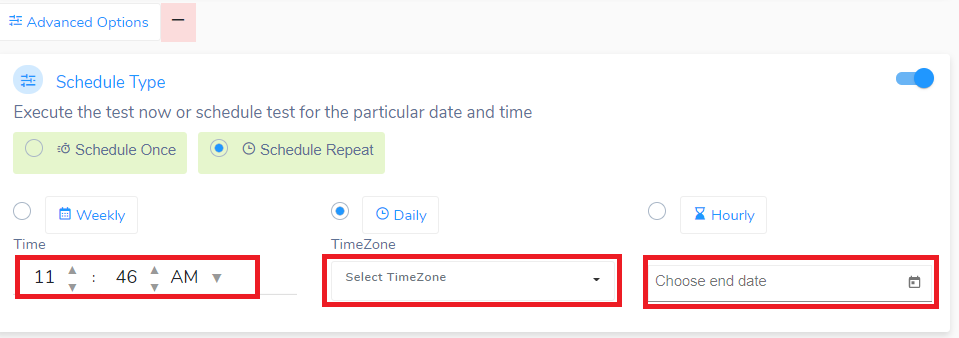 Advanced Options
Schedule Type
Execute the test now or schedule test for the particular date and time
Schedule Once Schedule Repeat
Weekly Daily Hourly
Time TimeZone
11 : 46 AM Select TimeZone Choose end date